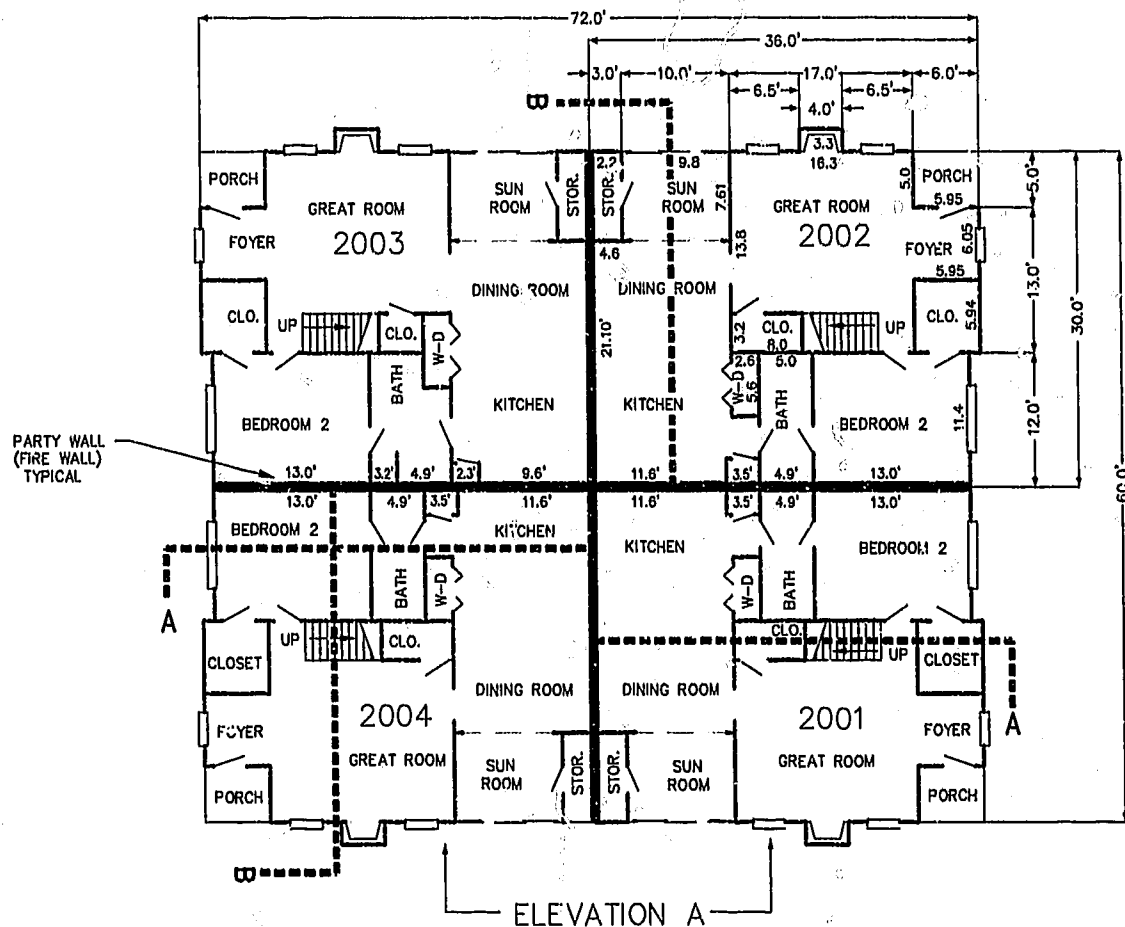 72.0'
36.0'
3.0' 10.0' 17.0' 6.0'
6.5' 6.5'
4.0'
B
3.3
16.3
2.2 9.8
PORCH
STOR.
STOR.
SUN
ROOM
SUN
ROOM
7.61
5.0
PORCH
5.95
5.0'
GREAT ROOM
2003
FOYER
GREAT ROOM
2002
FOYER
6.05
5.95
13.8
4.6
DINING ROOM
DINING ROOM
13.0'
30.0'
60.0'
CLO.
UP
CLO.
W-D
21.10'
3.2
CLO.
8.0
2.6 5.0
UP
CLO.
5.94
W-D
5.6
BATH
BATH
BEDROOM 2
KITCHEN
KITCHEN
BEDROOM 2
11.4
12.0'
PARTY WALL
(FIRE WALL)
TYPICAL
13.0' 3.2' 4.9' 2.3' 9.6' 11.6' 3.5' 4.9' 13.0'
13.0' 4.9' 3.5' 11.6' 11.6' 3.5' 4.9' 13.0'
BEDROOM 2
KITCHEN
KITCHEN
BEDROOM 2
BATH
W-D
W-D
BATH
A
UP
CLO.
CLO.
UP
CLOSET
CLOSET
DINING ROOM
DINING ROOM
2004
2001
A
FOYER
FOYER
GREAT ROOM
GREAT ROOM
SUN
ROOM
STOR.
STOR.
SUN
ROOM
PORCH
PORCH
B
ELEVATION A